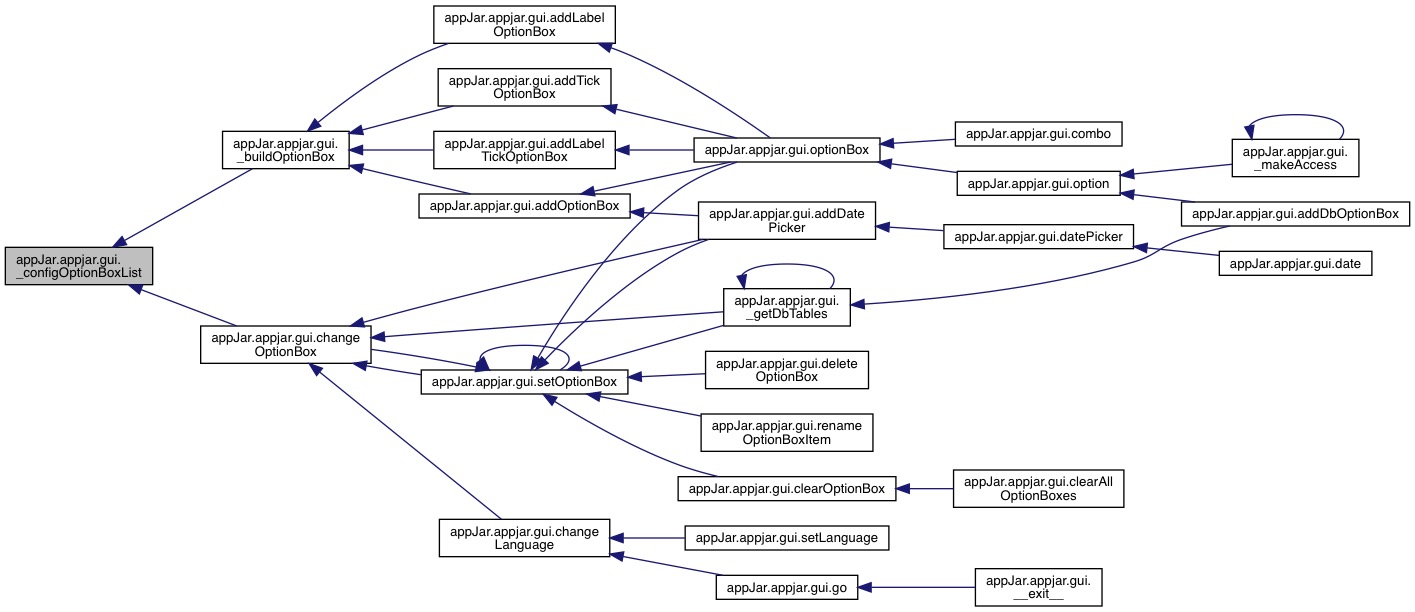 appJar.appjar.gui.addLabel
OptionBox
appJar.appjar.gui.addTick
OptionBox
appJar.appjar.gui.combo
appJar.appjar.gui.
_buildOptionBox
appJar.appjar.gui.addLabel
TickOptionBox
appJar.appjar.gui.optionBox
appJar.appjar.gui.
_makeAccess
appJar.appjar.gui.option
appJar.appjar.gui.addOptionBox
appJar.appjar.gui.addDate
Picker
appJar.appjar.gui.addDbOptionBox
appJar.appjar.gui.datePicker
appJar.appjar.gui.
_configOptionBoxList
appJar.appjar.gui.date
appJar.appjar.gui.
_getDbTables
appJar.appjar.gui.change
OptionBox
appJar.appjar.gui.setOptionBox
appJar.appjar.gui.delete
OptionBox
appJar.appjar.gui.rename
OptionBoxItem
appJar.appjar.gui.clearOptionBox
appJar.appjar.gui.clearAll
OptionBoxes
appJar.appjar.gui.change
Language
appJar.appjar.gui.setLanguage
appJar.appjar.gui.go
appJar.appjar.gui.
__exit__